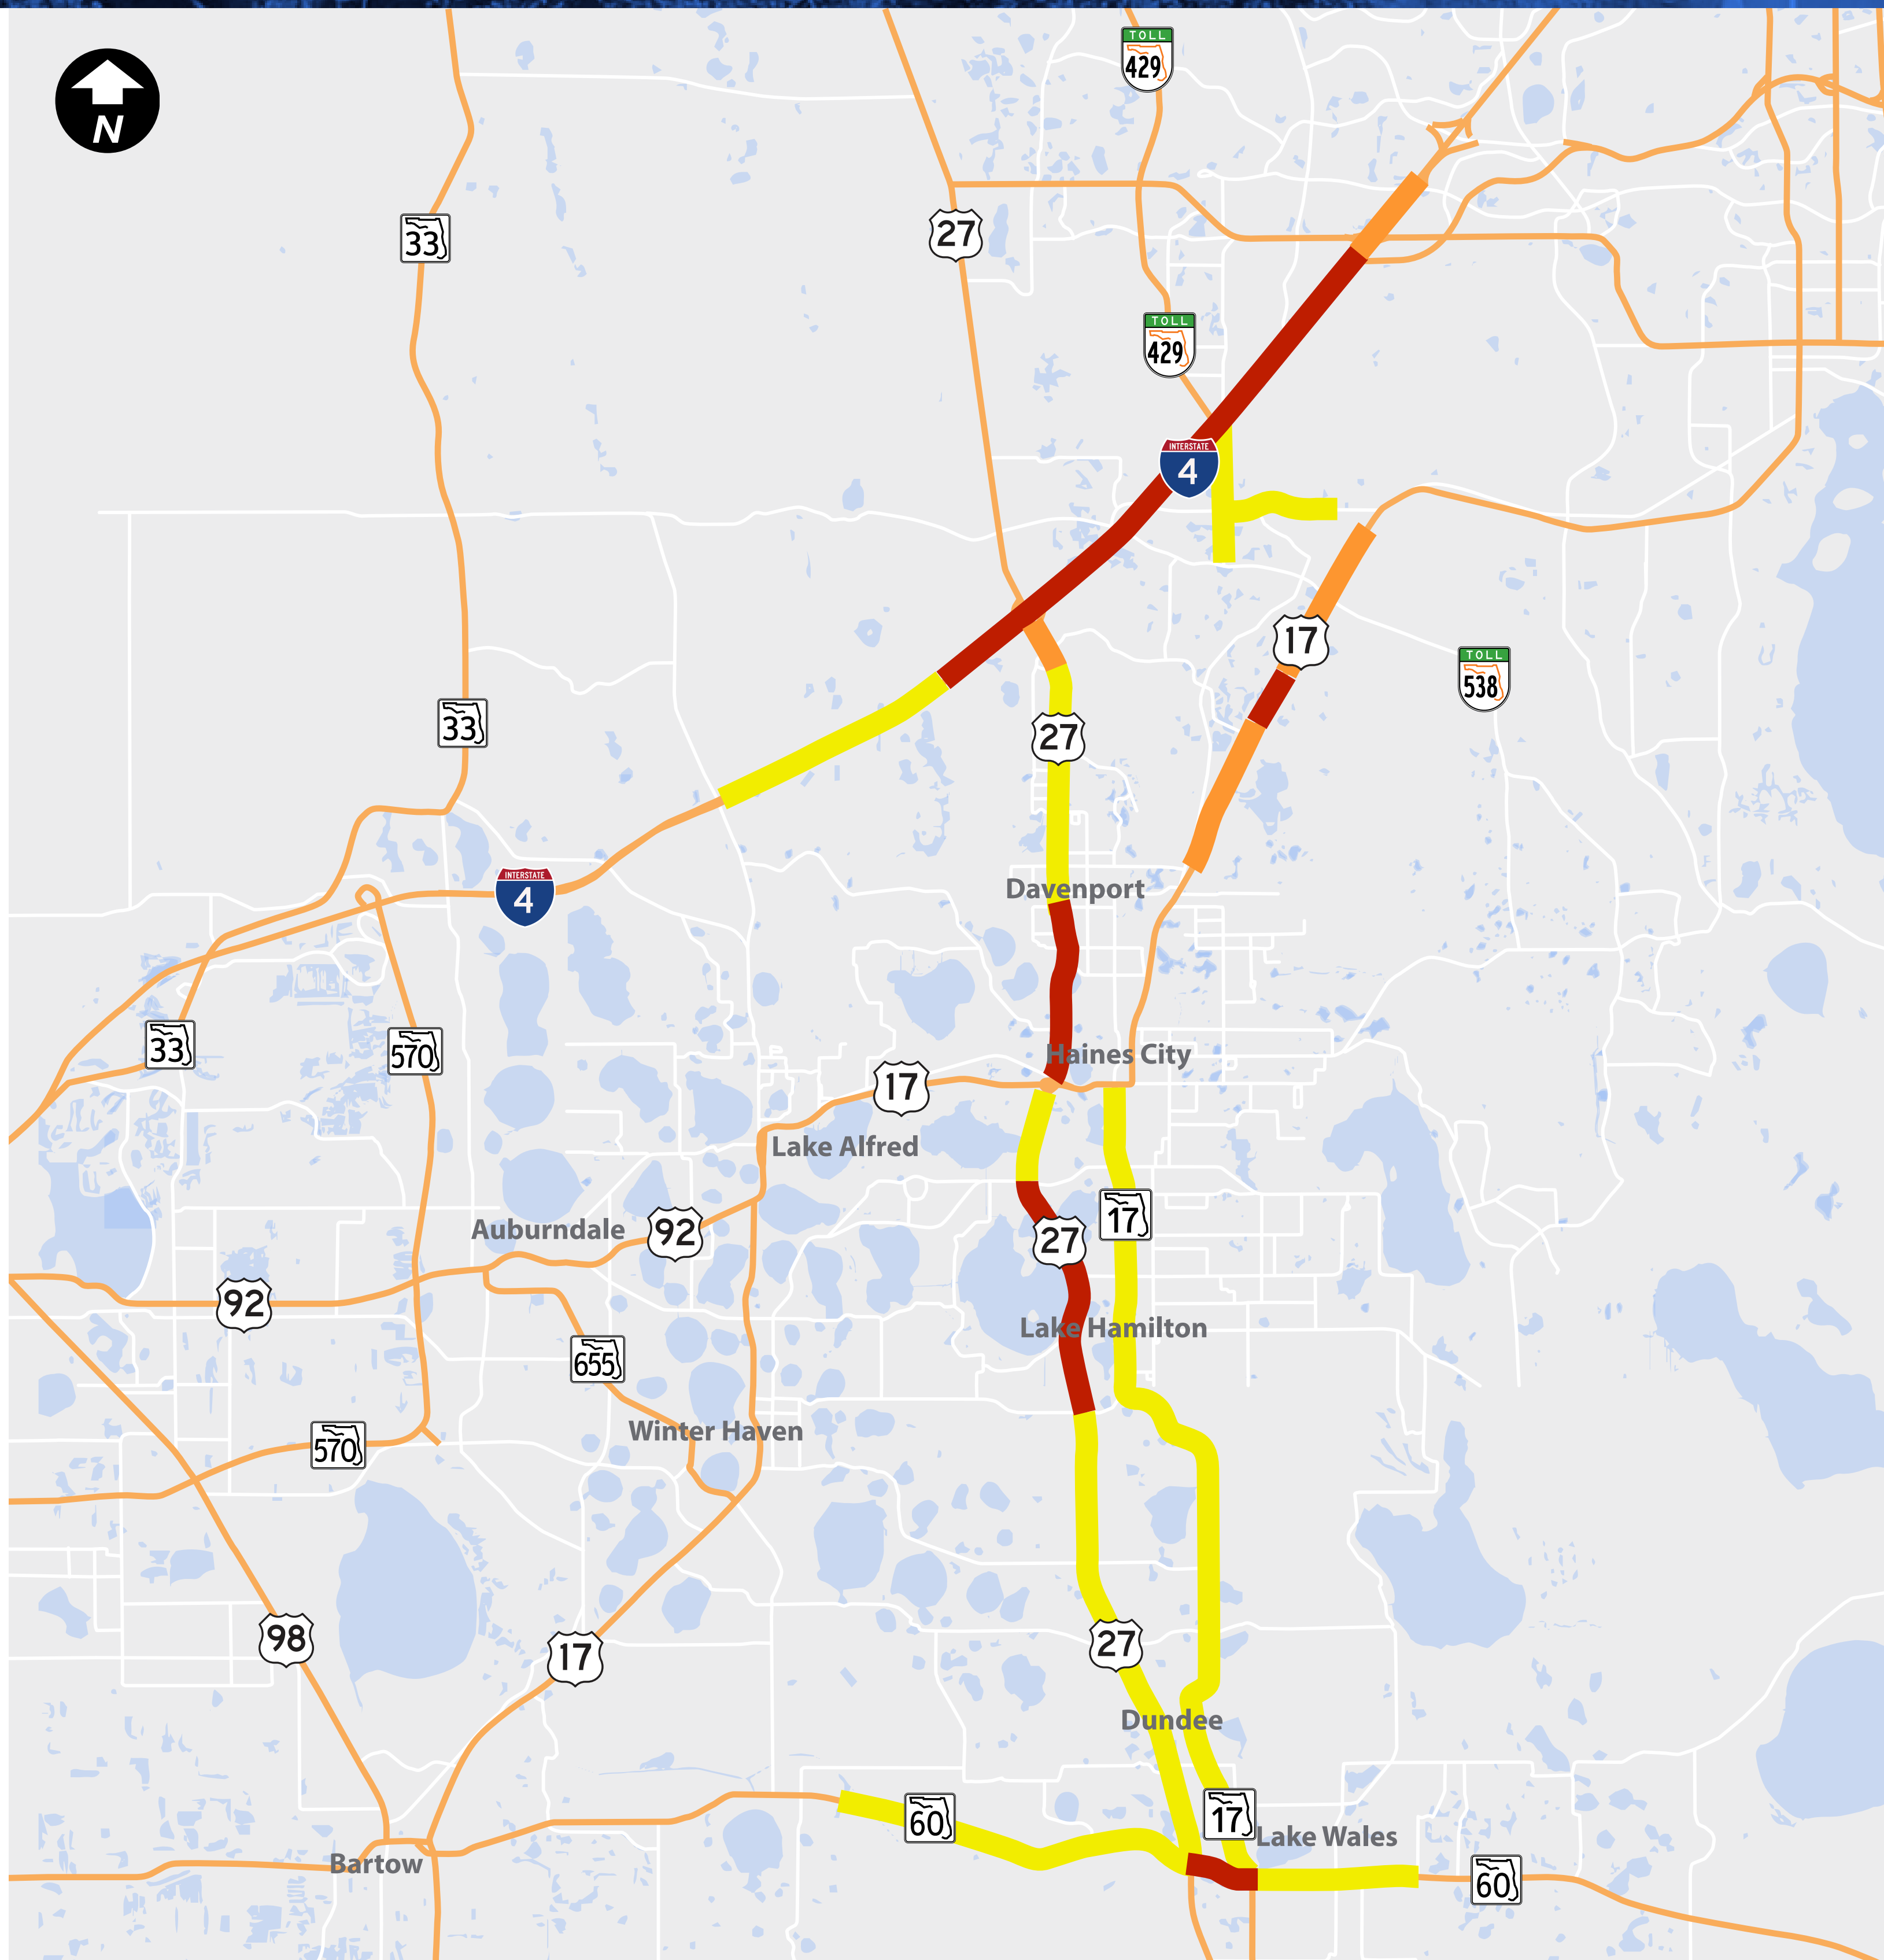 TOLL
429
N
33
27
TOLL
429
INTERSTATE
4
17
TOLL
538
33
27
INTERSTATE
4
Davenport
33
570
Haines City
17
Lake Alfred
17
Auburndale
92
27
92
Lake Hamilton
655
Winter Haven
570
98
17
27
Dundee
60
17
Lake Wales
Bartow
60